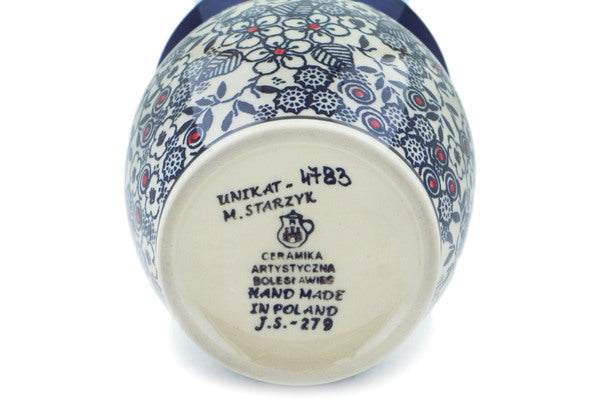 UNIKAT - 4783
M. STARZYK
CERAMIKA
ARTYSTYCZNA
BOLESŁAWIEC
HAND MADE
IN POLAND
J.S.-279